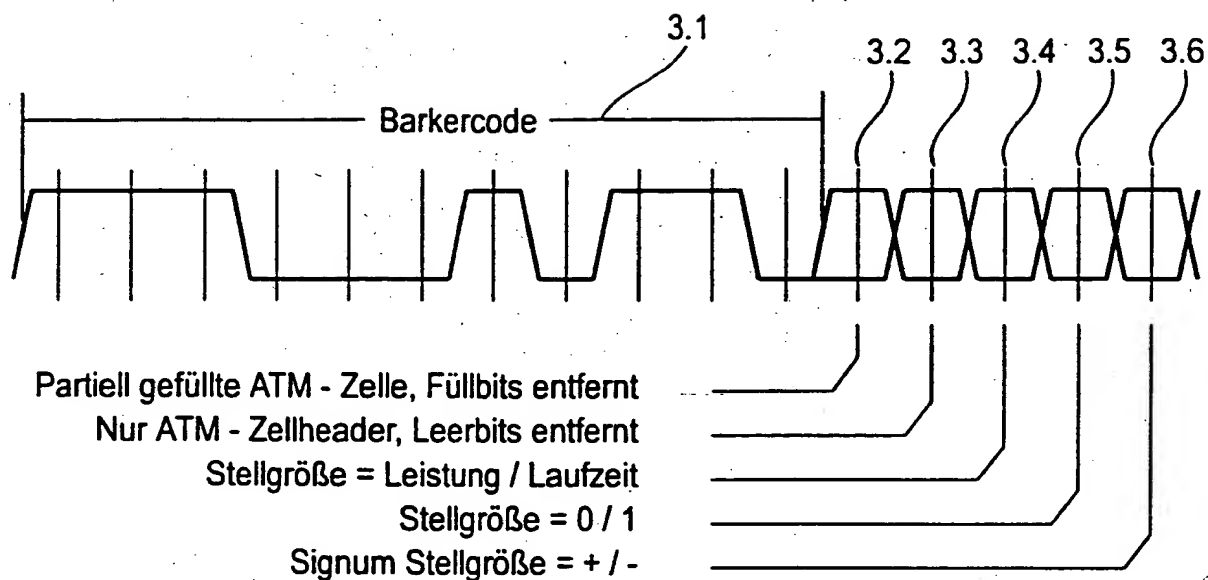 3.1
3.2 3.3 3.4 3.5 3.6
Barkercode
Partiell gefüllte ATM - Zelle, Füllbits entfernt
Nur ATM - Zellheader, Leerbits entfernt
Stellgröße = Leistung / Laufzeit
Stellgröße = 0 / 1
Signum Stellgröße = + / -